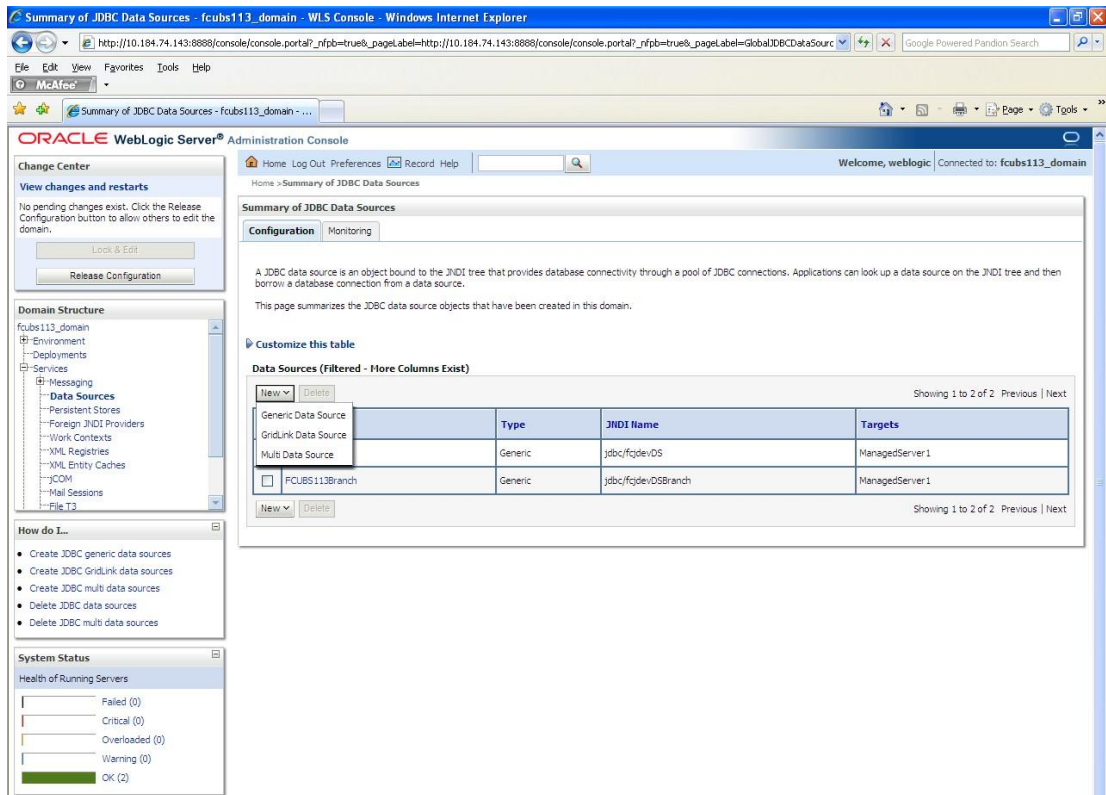 Summary of JDBC Data Sources - fcubs113_domain - WLS Console - Windows Internet Explorer
http://10.184.74.143:8888/console/console.portal?_nfpb=true&_pageLabel=http://10.184.74.143:8888/console/console.portal?_nfpb=true&_pageLabel=GlobalJDBCDataSourc
Google Powered Pandion Search
File Edit View Favorites Tools Help
McAfee
Summary of JDBC Data Sources - fcubs113_domain - ...
Page Tools »
ORACLE WebLogic Server® Administration Console
Change Center
View changes and restarts
No pending changes exist. Click the Release
Configuration button to allow others to edit the
domain.
Lock & Edit
Release Configuration
Domain Structure
fcubs113_domain
Environment
Deployments
Services
Messaging
Data Sources
Persistent Stores
Foreign JNDI Providers
Work Contexts
XML Registries
XML Entity Caches
jCOM
Mail Sessions
File T3
How do I...
Create JDBC generic data sources
Create JDBC GridLink data sources
Create JDBC multi data sources
Delete JDBC data sources
Delete JDBC multi data sources
System Status
Health of Running Servers
Failed (0)
Critical (0)
Overloaded (0)
Warning (0)
OK (2)
Home Log Out Preferences Record Help
Welcome, weblogic Connected to: fcubs113_domain
Home >Summary of JDBC Data Sources
Summary of JDBC Data Sources
Configuration Monitoring
A JDBC data source is an object bound to the JNDI tree that provides database connectivity through a pool of JDBC connections. Applications can look up a data source on the JNDI tree and then
borrow a database connection from a data source.
This page summarizes the JDBC data source objects that have been created in this domain.
Customize this table
Data Sources (Filtered - More Columns Exist)
New Delete
Showing 1 to 2 of 2 Previous | Next
Generic Data Source
GridLink Data Source
Multi Data Source
Type JNDI Name Targets
Generic jdbc/fcjdevDS ManagedServer1
FCUBS113Branch Generic jdbc/fcjdevDSBranch ManagedServer1
New Delete
Showing 1 to 2 of 2 Previous | Next